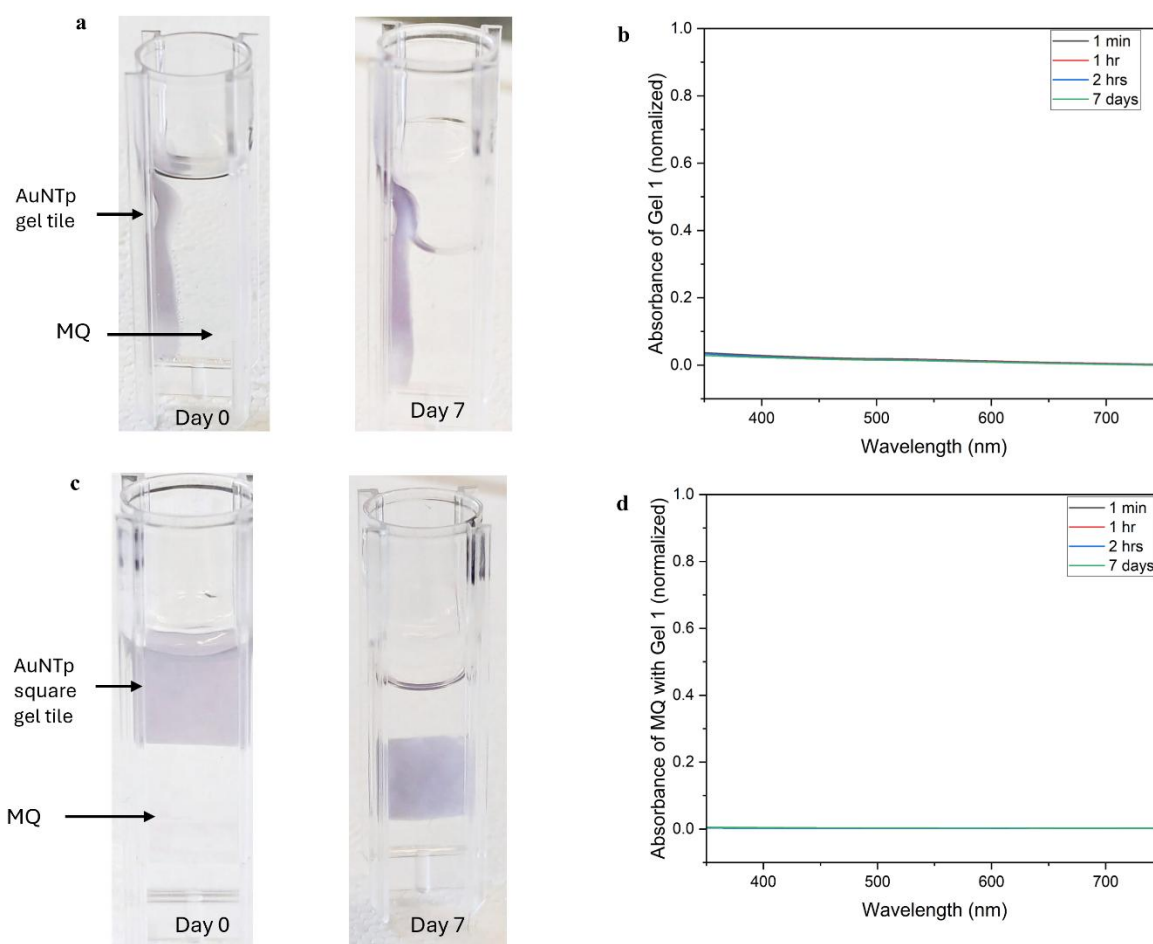 a
AuNTp
gel tile
MQ
Day 0
Day 7
b
Absorbance of Gel 1 (nomalized)
1.0
0.8
0.6
0.4
0.2
0.0
1 min
1 hr
2 hrs
7 days
400
500
600
700
Wavelength (nm)
c
AuNTp
square
gel tile
MQ
Day 0
Day 7
d
Absorbance of MQ with Gel 1 (normalized)
1.0
0.8
0.6
0.4
0.2
0.0
1 min
1 hr
2 hrs
7 days
400
500
600
700
Wavelength (nm)